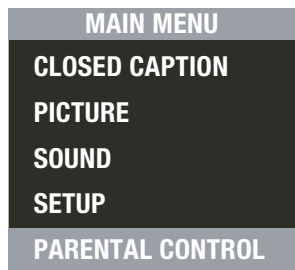 MAIN MENU
CLOSED CAPTION
PICTURE
SOUND
SETUP
PARENTAL CONTROL